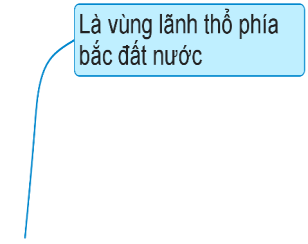 Là vùng lãnh thổ phía
bắc đất nước